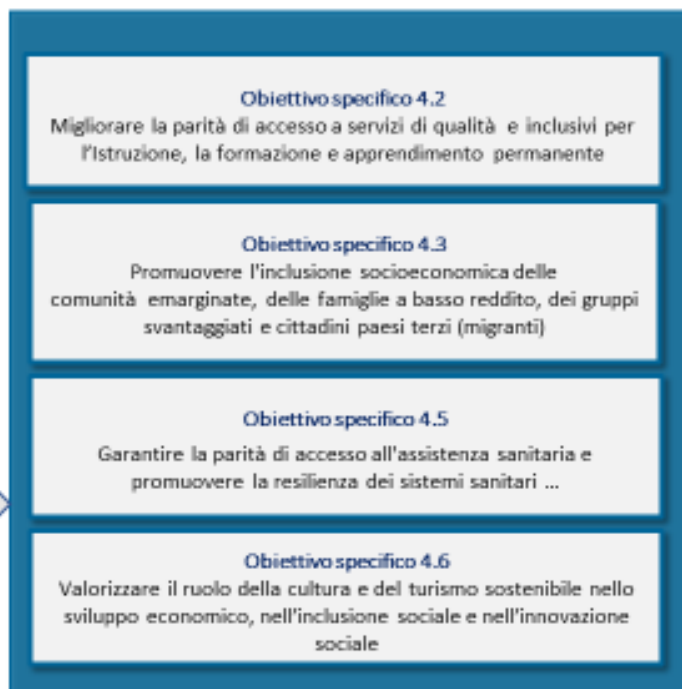 Obiettivo specifico 4.2
Migliorare la parità di accesso a servizi di qualità e inclusivi per
l'Istruzione, la formazione e apprendimento permanente
Obiettivo specifico 4.3
Promuovere l'inclusione socioeconomica delle
comunità emarginate, delle famiglie a basso reddito, dei gruppi
svantaggiati e cittadini paesi terzi (migranti)
Obiettivo specifico 4.5
Garantire la parità di accesso all'assistenza sanitaria e
promuovere la resilienza dei sistemi sanitari ...
Obiettivo specifico 4.6
Valorizzare il ruolo della cultura e del turismo sostenibile nello
sviluppo economico, nell'inclusione sociale e nell'innovazione
sociale